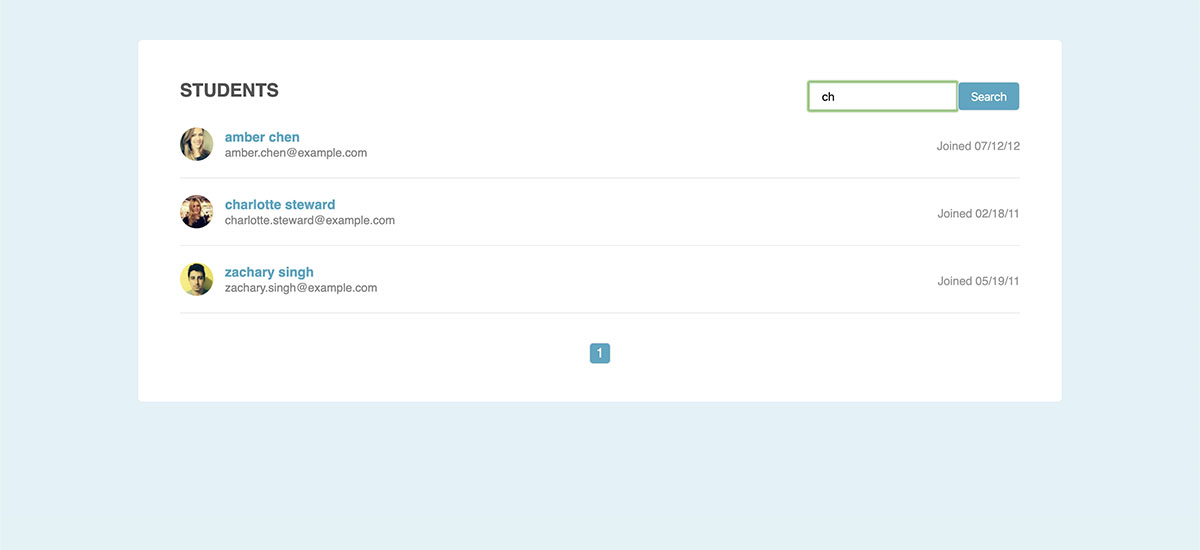 STUDENTS
ch
Search
amber chen
amber.chen@example.com
Joined 07/12/12
charlotte steward
charlotte.steward@example.com
Joined 02/18/11
zachary singh
zachary.singh@example.com
Joined 05/19/11
1